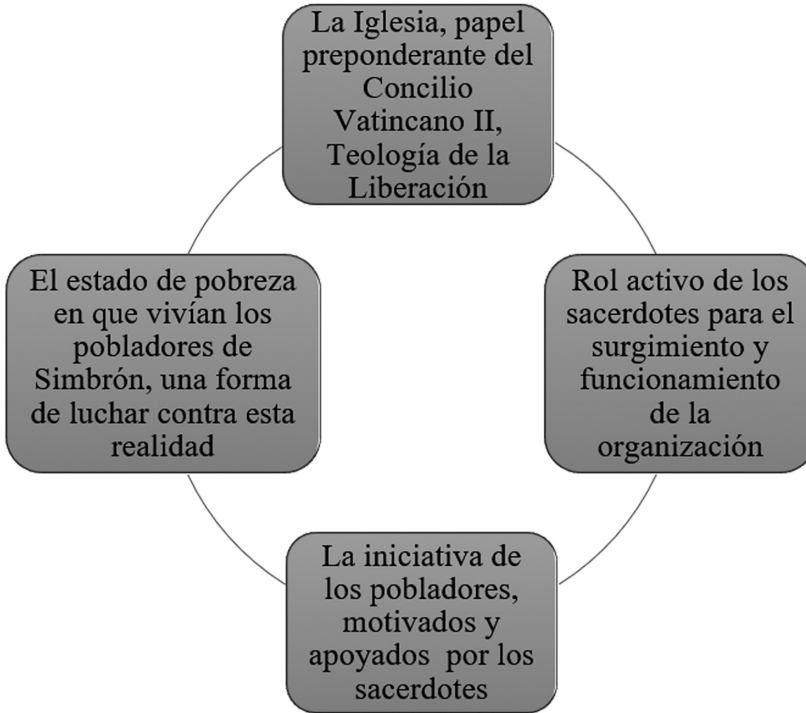 La Iglesia, papel
preponderante del
Concilio
Vatincano II,
Teología de la
Liberación
Rol activo de los
sacerdotes para el
surgimiento y
funcionamiento
de la
organización
La iniciativa de
los pobladores,
motivados y
apoyados por los
sacerdotes
El estado de pobreza
en que vivían los
pobladores de
Simbrón, una forma
de luchar contra esta
realidad